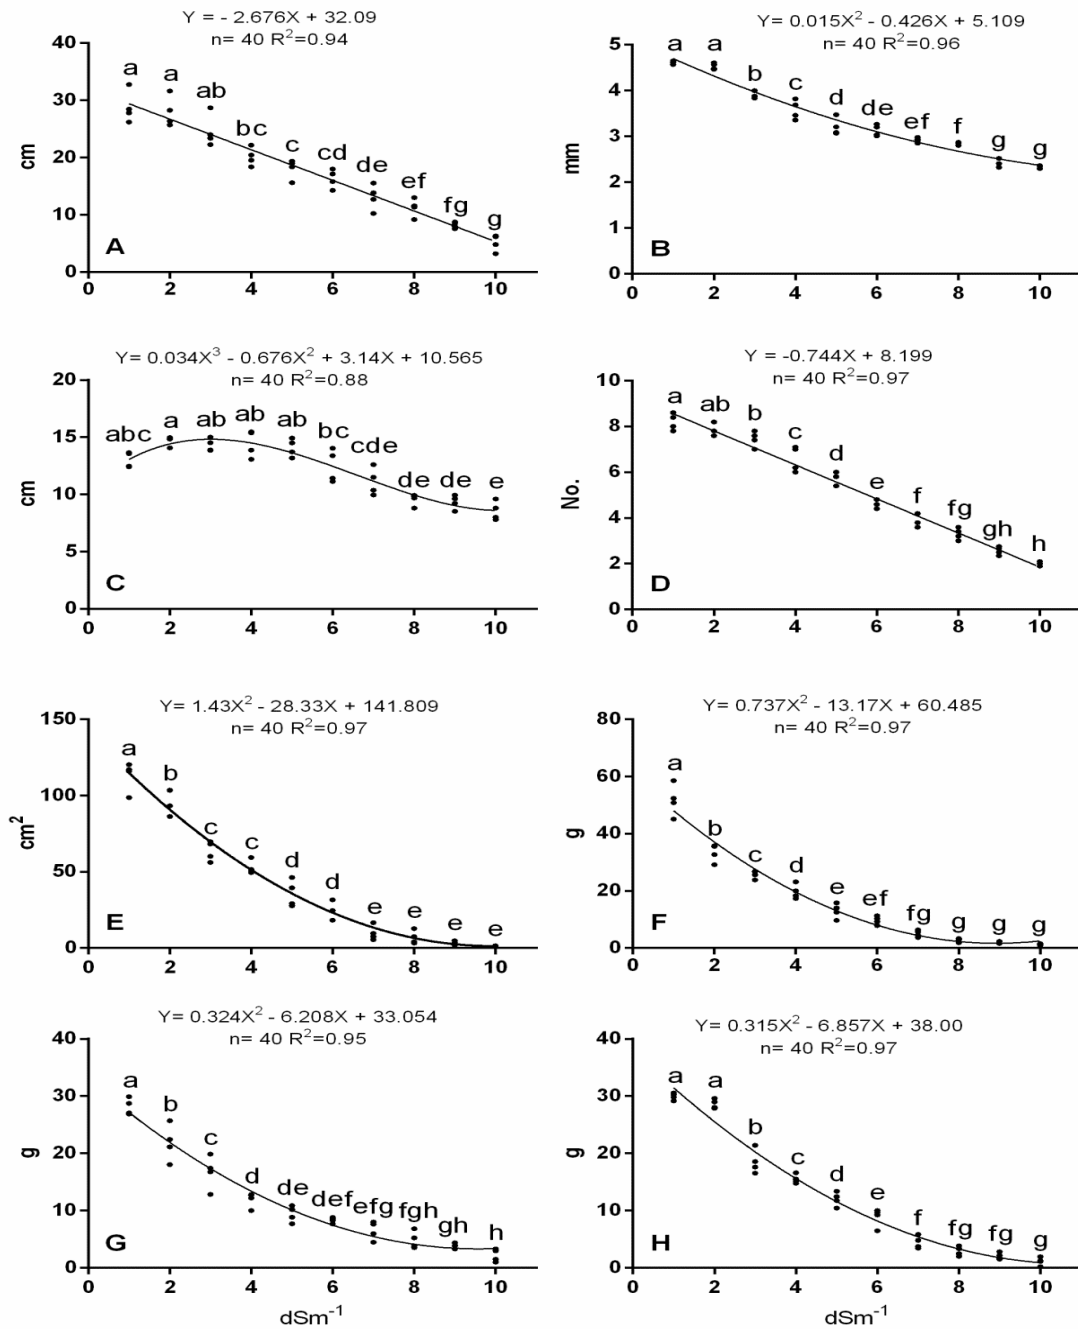 Y = - 2.676X + 32.09
n= 40 R²=0.94
40
30
20
10
0
cm
a a ab bc c cd de ef fg g
A
0 2 4 6 8 10
Y= 0.015X² - 0.426X + 5.109
n= 40 R²=0.96
5
4
3
2
1
0
mm
a a b c d de ef f g g
B
0 2 4 6 8 10
Y= 0.034X³ - 0.676X² + 3.14X + 10.565
n= 40 R²=0.88
20
15
10
5
0
cm
abc a ab ab ab bc cde de de e
C
0 2 4 6 8 10
Y = -0.744X + 8.199
n= 40 R²=0.97
10
8
6
4
2
0
No.
a ab b c d e f fg gh h
D
0 2 4 6 8 10
Y= 1.43X² - 28.33X + 141.809
n= 40 R²=0.97
150
100
50
0
cm²
a b c c d d e e e e
E
0 2 4 6 8 10
Y= 0.737X² - 13.17X + 60.485
n= 40 R²=0.97
80
60
40
20
0
g
a b c d e ef fg g g g
F
0 2 4 6 8 10
Y= 0.324X² - 6.208X + 33.054
n= 40 R²=0.95
40
30
20
10
0
g
a b c d de def efg fgh gh h
G
0 2 4 6 8 10
dSm⁻¹
Y= 0.315X² - 6.857X + 38.00
n= 40 R²=0.97
40
30
20
10
0
g
a a b c d e f fg fg g
H
0 2 4 6 8 10
dSm⁻¹